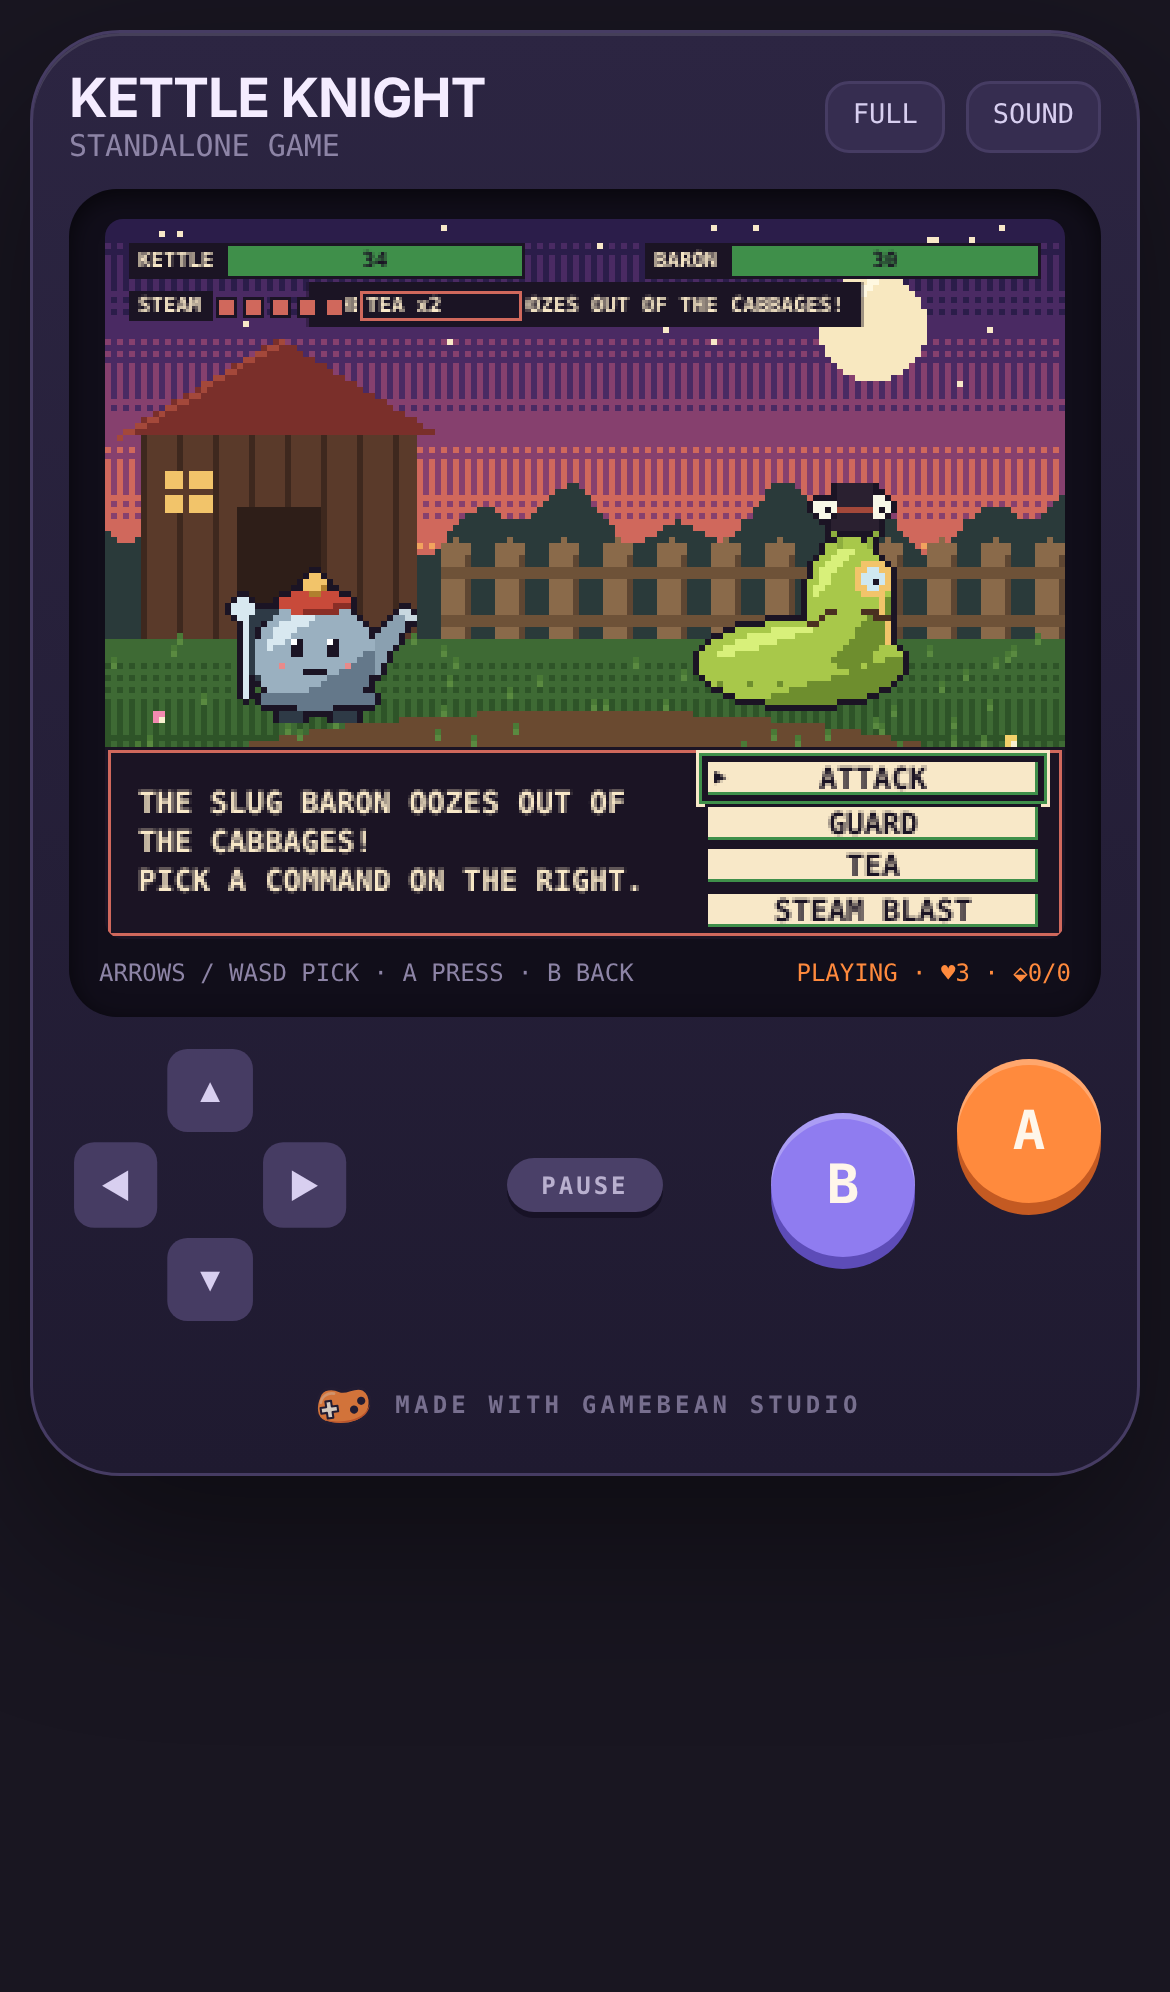 KETTLE KNIGHT
STANDALONE GAME
FULL
SOUND
KETTLE 34
BARON 30
STEAM
TEA x2
OZES OUT OF THE CABBAGES!
THE SLUG BARON OOZES OUT OF
THE CABBAGES!
PICK A COMMAND ON THE RIGHT.
▶ ATTACK
GUARD
TEA
STEAM BLAST
ARROWS / WASD PICK · A PRESS · B BACK
PLAYING · ♥3 · ⬙0/0
▲
◀
▶
▼
PAUSE
B
A
MADE WITH GAMEBEAN STUDIO